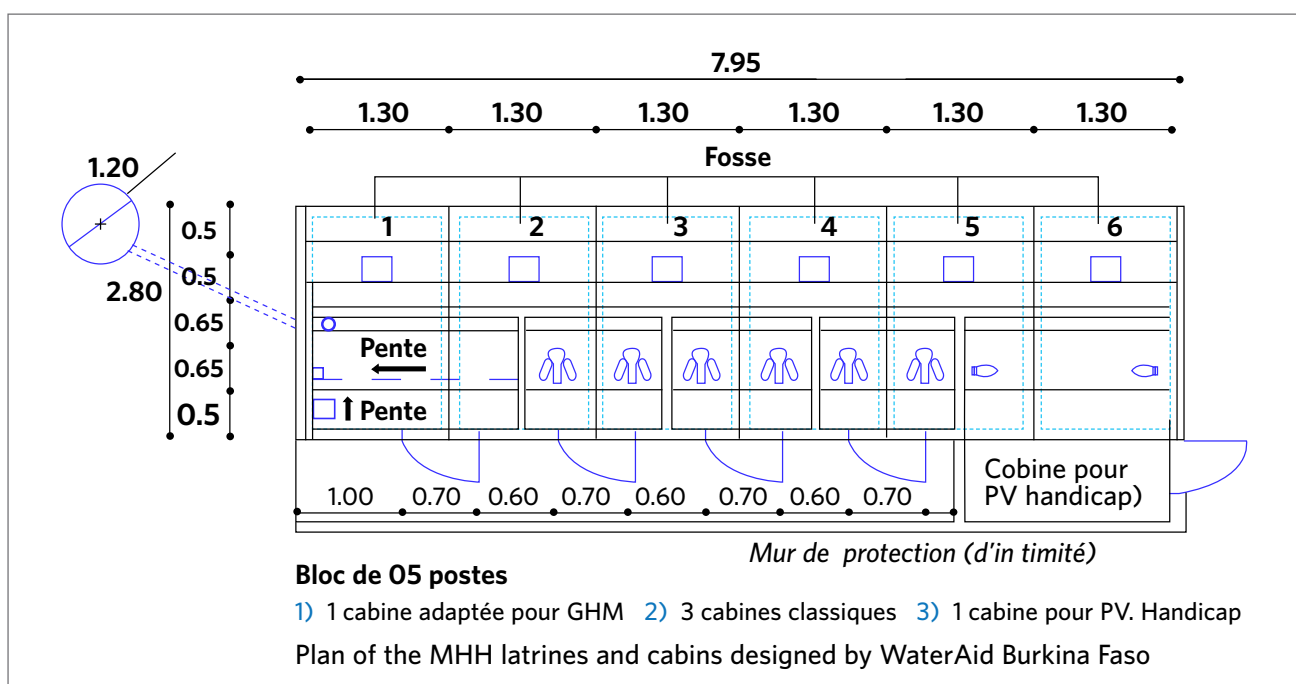 7.95
1.30 1.30 1.30 1.30 1.30 1.30
Fosse
1.20
1 2 3 4 5 6
0.5
0.5
2.80
0.65
0.65
0.5
Pente
Pente
1.00 0.70 0.60 0.70 0.60 0.70 0.60 0.70
Cobine pour
PV handicap)
Mur de protection (d'in timité)
Bloc de 05 postes
1) 1 cabine adaptée pour GHM 2) 3 cabines classiques 3) 1 cabine pour PV. Handicap
Plan of the MHH latrines and cabins designed by WaterAid Burkina Faso